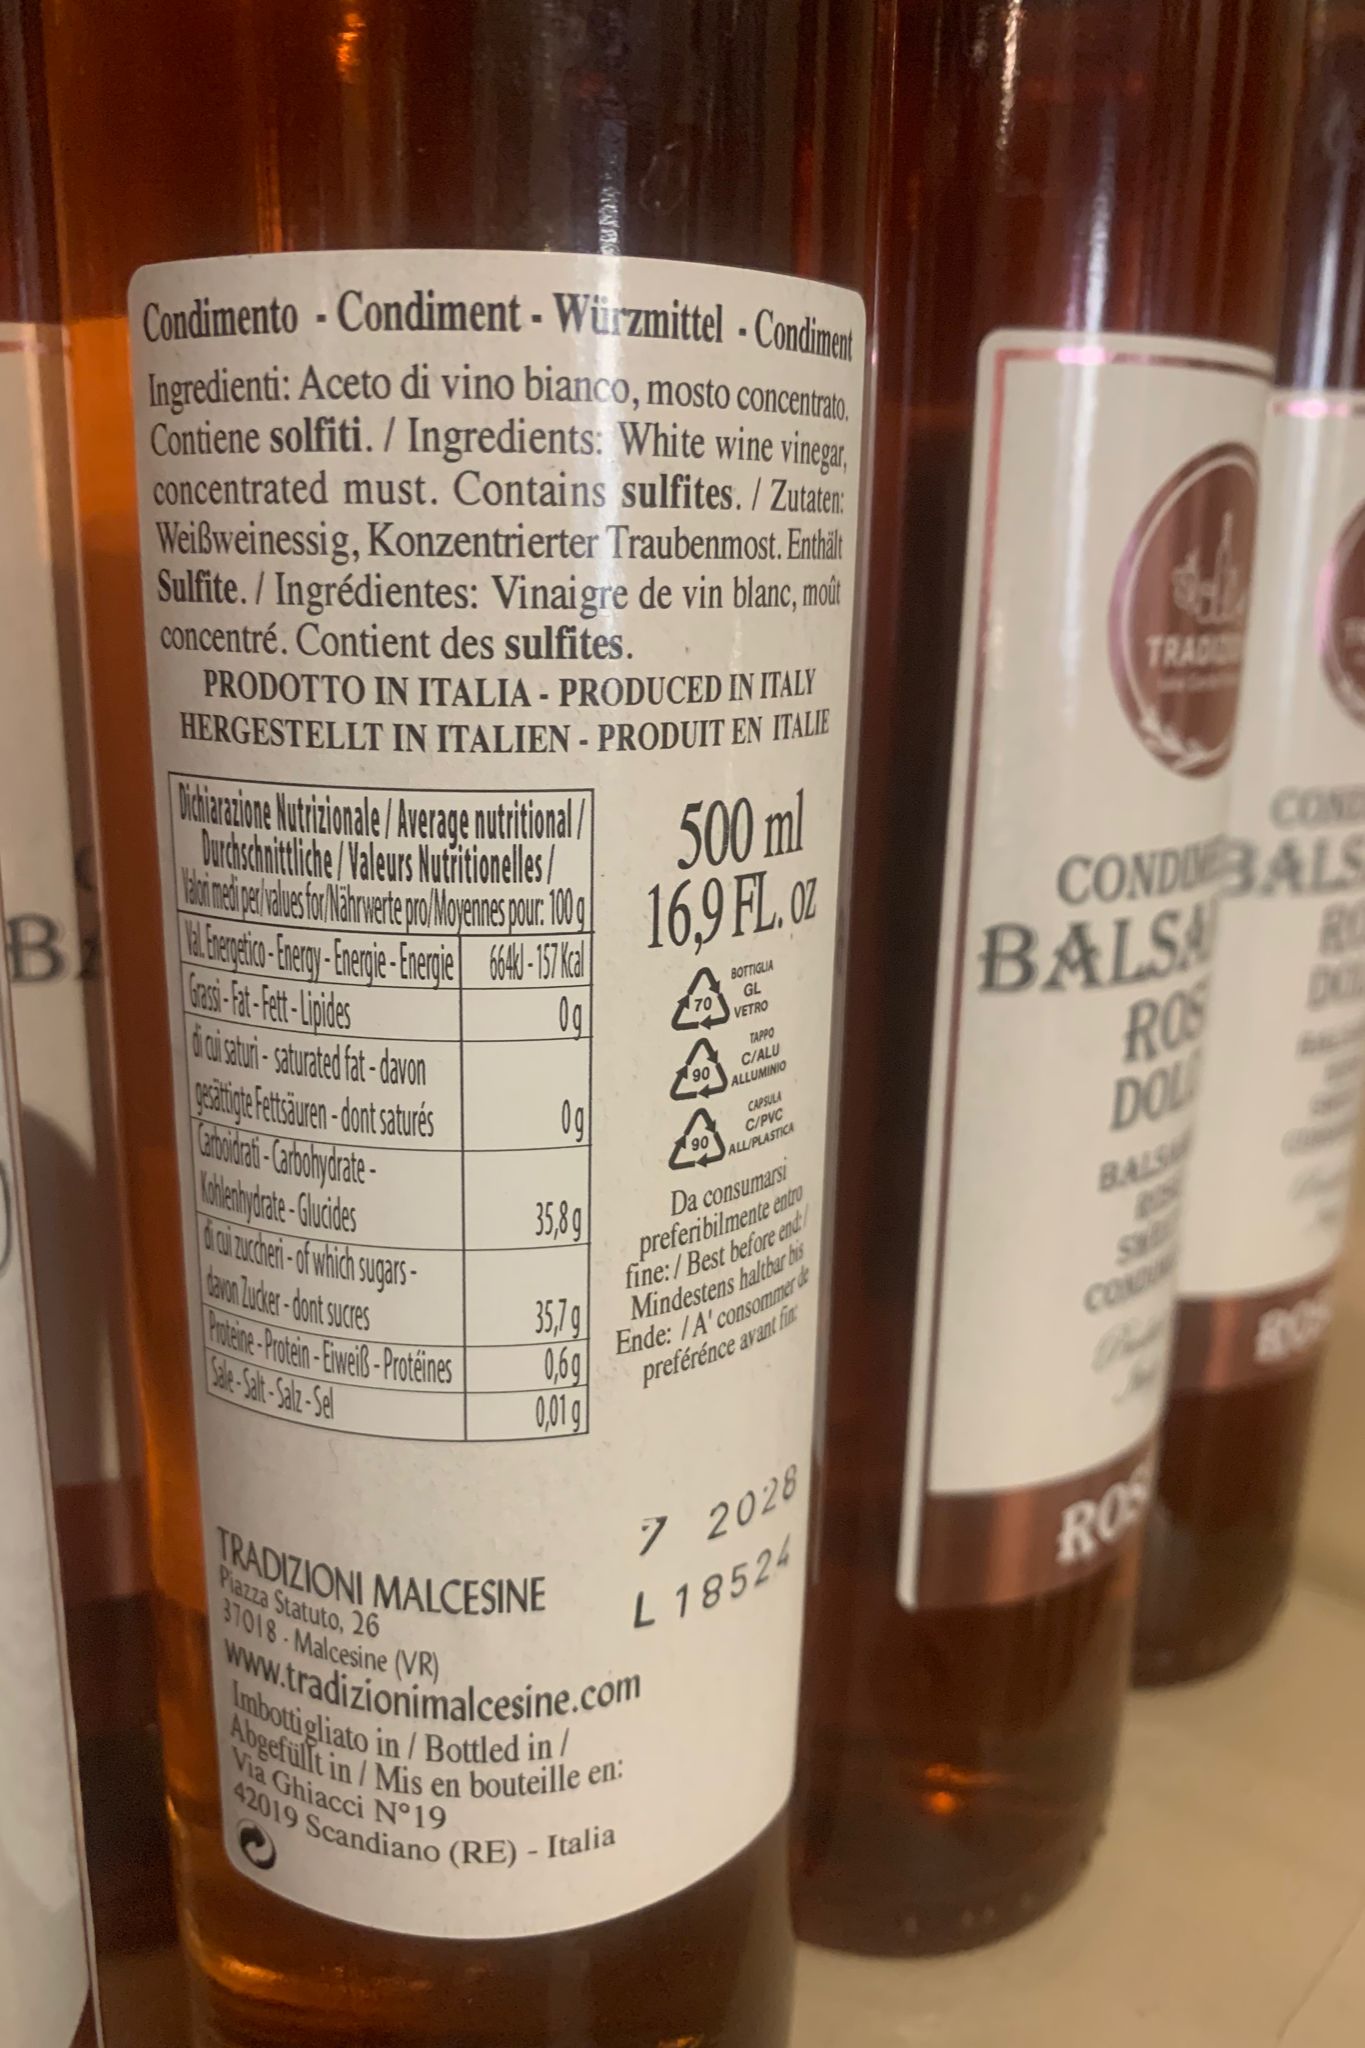 Condimento - Condiment - Würzmittel - Condiment
Ingredienti: Aceto di vino bianco, mosto concentrato.
Contiene solfiti. / Ingredients: White wine vinegar,
concentrated must. Contains sulfites. / Zutaten:
Weißweinessig, Konzentrierter Traubenmost. Enthält
Sulfite. / Ingrédientes: Vinaigre de vin blanc, moût
concentré. Contient des sulfites.
PRODOTTO IN ITALIA - PRODUCED IN ITALY
HERGESTELLT IN ITALIEN - PRODUIT EN ITALIE
Dichiarazione Nutrizionale / Average nutritional /
Durchschnittliche / Valeurs Nutritionelles /
Valori medi per/values for/Nährwerte pro/Moyennes pour: 100 g
Val. Energetico - Energy - Energie - Energie 664kJ - 157 Kcal
Grassi - Fat - Fett - Lipides 0 g
di cui saturi - saturated fat - davon
gesättigte Fettsäuren - dont saturés 0 g
Carboidrati - Carbohydrate -
Kohlenhydrate - Glucides 35,8 g
di cui zuccheri - of which sugars -
davon Zucker - dont sucres 35,7 g
Proteine - Protein - Eiweiß - Protéines 0,6 g
Sale - Salt - Salz - Sel 0,01 g
500 ml
16,9 FL. OZ
70
BOTTIGLIA
GL
VETRO
90
TAPPO
C/ALU
ALLUMINIO
90
CAPSULA
C/PVC
ALL/PLASTICA
Da consumarsi
preferibilmente entro
fine: / Best before end: /
Mindestens haltbar bis
Ende: / A' consommer de
preférénce avant fin:
7 2028
L 18524
TRADIZIONI MALCESINE
Piazza Statuto, 26
37018 - Malcesine (VR)
www.tradizionimalcesine.com
Imbottigliato in / Bottled in /
Abgefüllt in / Mis en bouteille en:
Via Ghiacci N°19
42019 Scandiano (RE) - Italia
TRADIZI
CONDIME
BALSA
ROS
DOL
BALSA
ROS
COND
BALS
RO